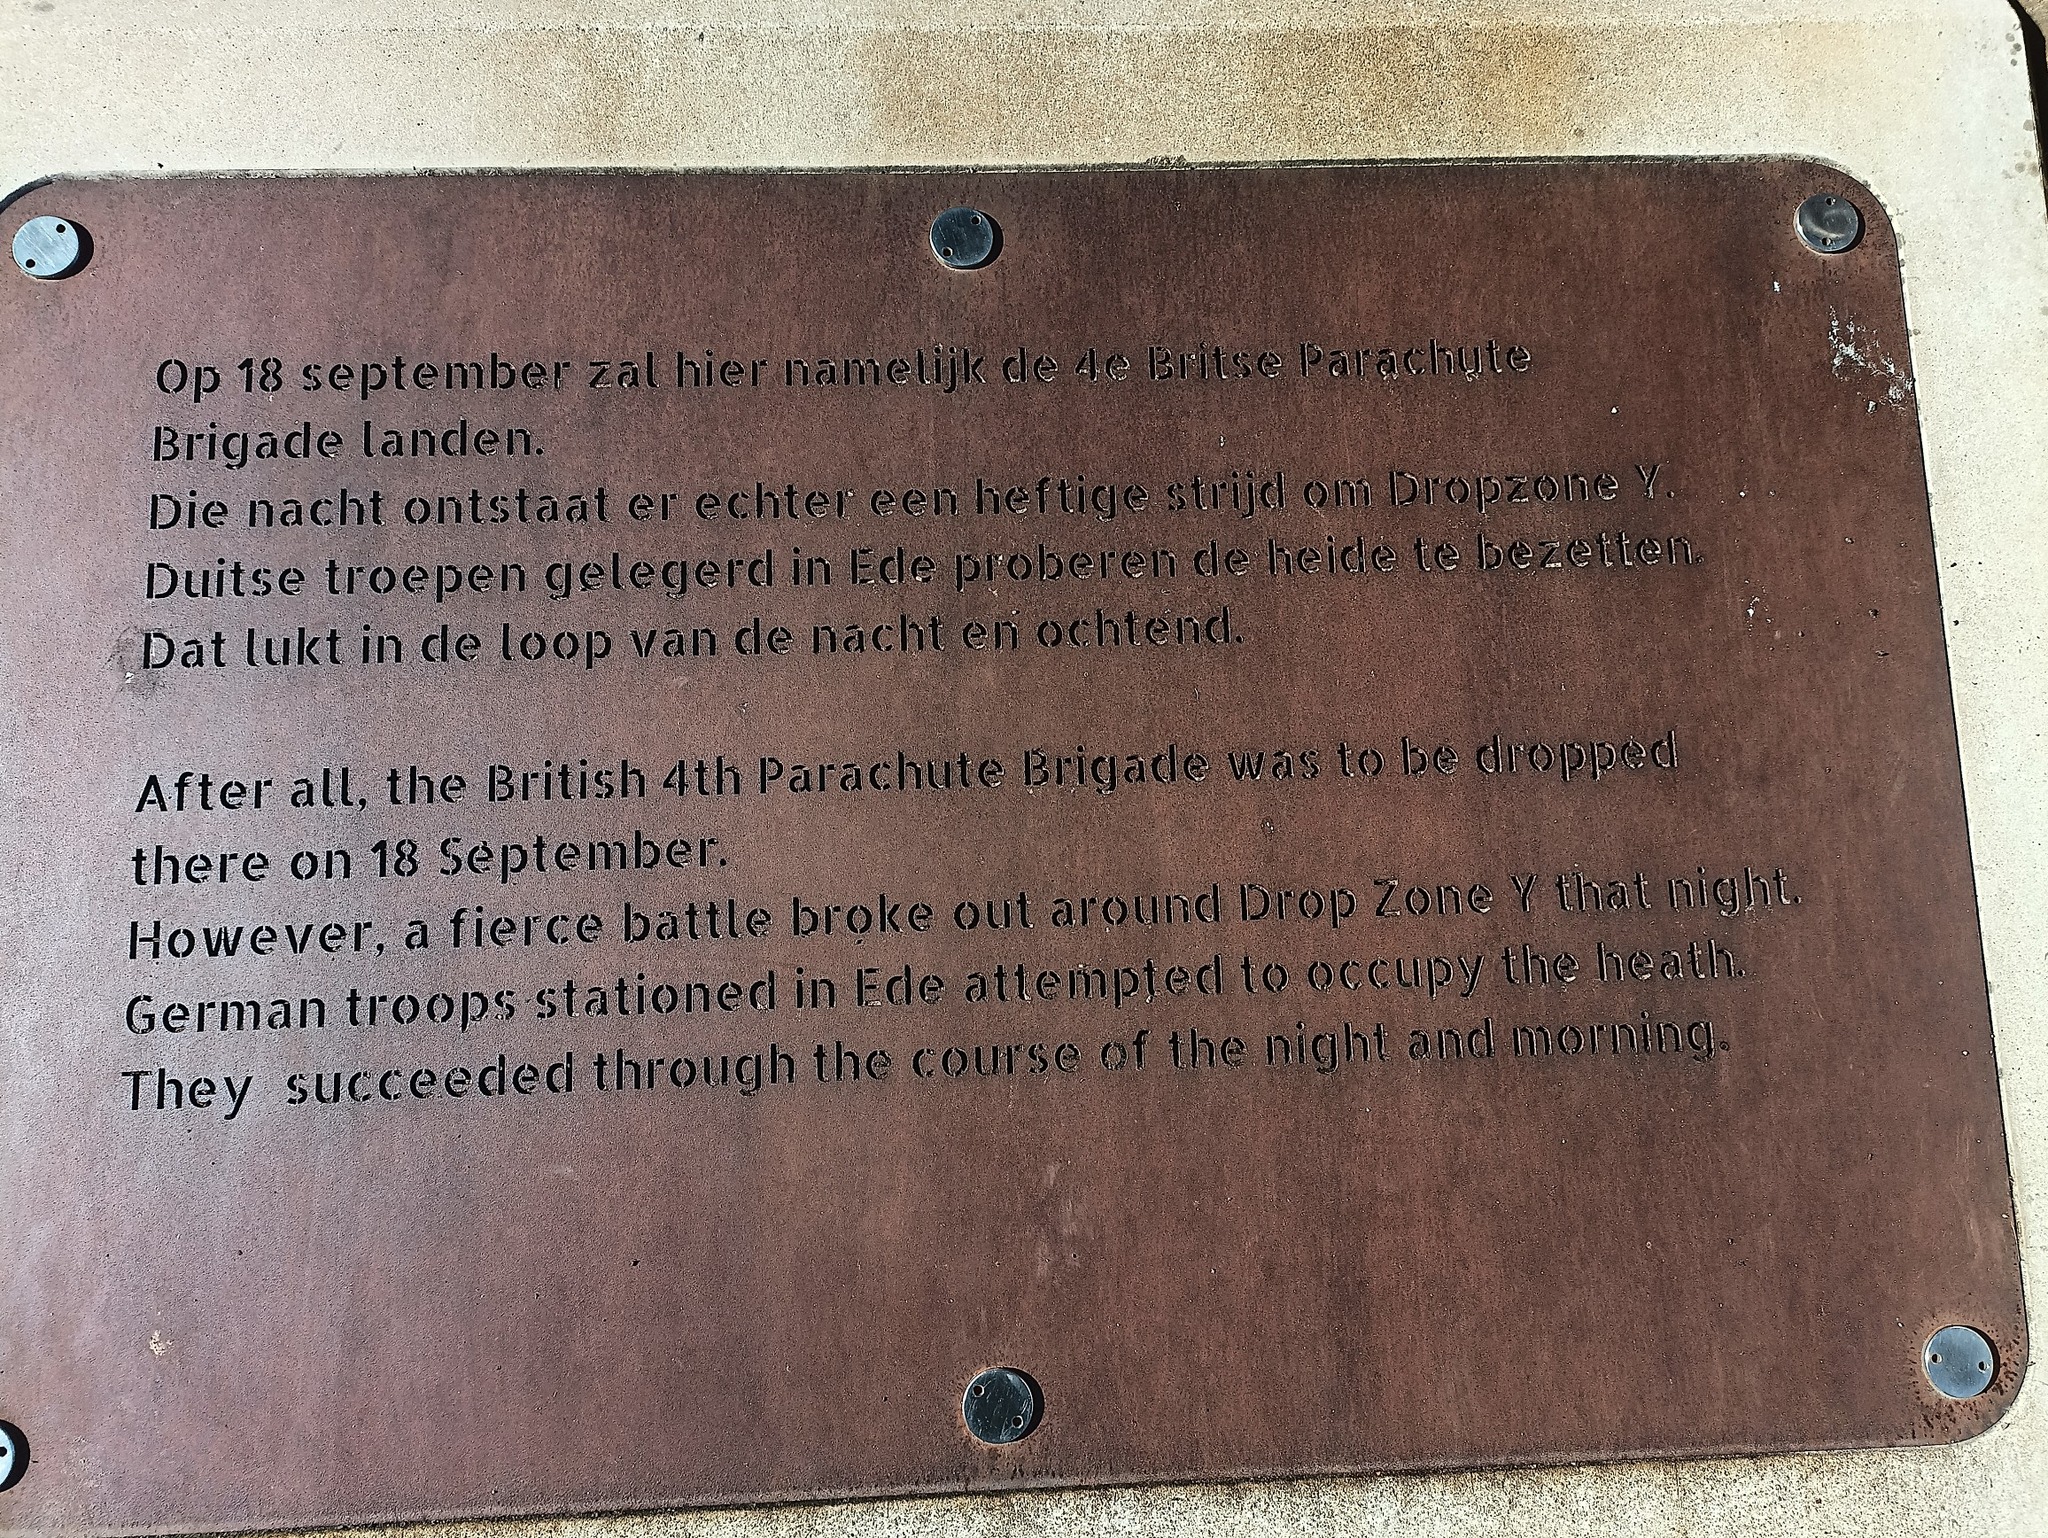 Op 18 september zal hier namelijk de 4e Britse Parachute
Brigade landen.
Die nacht ontstaat er echter een heftige strijd om Dropzone Y.
Duitse troepen gelegerd in Ede proberen de heide te bezetten.
Dat lukt in de loop van de nacht en ochtend.
After all, the British 4th Parachute Brigade was to be dropped
there on 18 September.
However, a fierce battle broke out around Drop Zone Y that night.
German troops stationed in Ede attempted to occupy the heath.
They succeeded through the course of the night and morning.